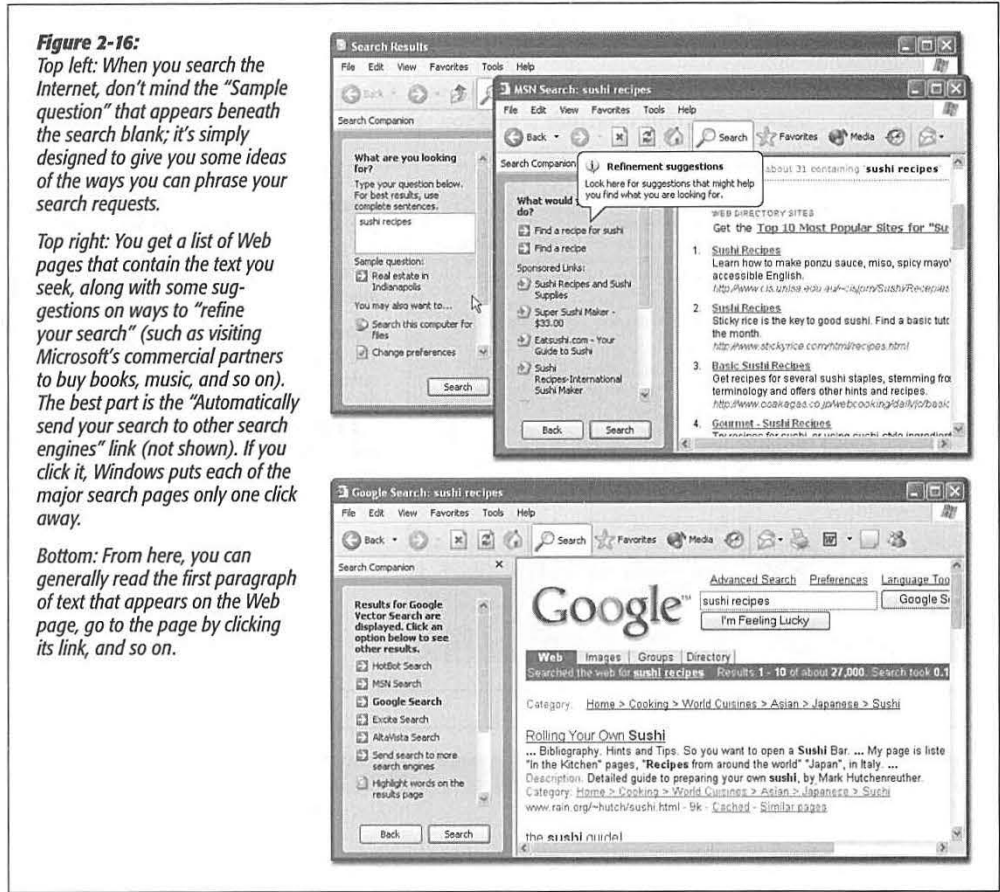 Figure 2-16:
Top left: When you search the
Internet, don't mind the "Sample
question" that appears beneath
the search blank; it's simply
designed to give you some ideas
of the ways you can phrase your
search requests.
Top right: You get a list of Web
pages that contain the text you
seek, along with some sug-
gestions on ways to "refine
your search" (such as visiting
Microsoft's commercial partners
to buy books, music, and so on).
The best part is the "Automatically
send your search to other search
engines" link (not shown). If you
click it, Windows puts each of the
major search pages only one click
away.
Bottom: From here, you can
generally read the first paragraph
of text that appears on the Web
page, go to the page by clicking
its link, and so on.
Search Results
File Edit View Favorites Tools Help
Back
Search Companion
What are you looking
for?
Type your question below.
For best results, use
complete sentences.
sushi recipes
Sample question:
Real estate in
Indianapolis
You may also want to...
Search this computer for
files
Change preferences
Search
MSN Search: sushi recipes
File Edit View Favorites Tools Help
Back Search Favorites Media
Search Companion
Refinement suggestions
Look here for suggestions that might help
you find what you are looking for.
What would
do?
Find a recipe for sushi
Find a recipe
Sponsored Links:
Sushi Recipes and Sushi
Supplies
Super Sushi Maker -
$33.00
Eatsushi.com - Your
Guide to Sushi
Sushi
Recipes-International
Sushi Maker
Back Search
about 31 containing "sushi recipes"
WEB DIRECTORY SITES
Get the Top 10 Most Popular Sites for "Su
1. Sushi Recipes
Learn how to make ponzu sauce, miso, spicy mayo
accessible English.
2. Sushi Recipes
Sticky rice is the key to good sushi. Find a basic tuto
the month.
http://www.stickyrice.com/html/recipes.html
3. Basic Sushi Recipes
Get recipes for several sushi staples, stemming fro
terminology and offers other hints and recipes.
4. Gourmet - Sushi Recipes
Try recipes for sushi, or using sushi-style ingredient
Google Search: sushi recipes
File Edit View Favorites Tools Help
Back Search Favorites Media
Search Companion
Results for Google
Vector Search are
displayed. Click an
option below to see
other results.
HotBot Search
MSN Search
Google Search
Excite Search
AltaVista Search
Send search to more
search engines
Highlight words on the
results page
Back Search
Google™
Advanced Search Preferences Language Too
sushi recipes Google S
I'm Feeling Lucky
Web Images Groups Directory
Searched the web for sushi recipes Results 1 - 10 of about 27,000. Search took 0.1
Category: Home > Cooking > World Cuisines > Asian > Japanese > Sushi
Rolling Your Own Sushi
... Bibliography. Hints and Tips. So you want to open a Sushi Bar. ... My page is liste
"In the Kitchen" pages, "Recipes from around the world" "Japan", in Italy. ...
Description: Detailed guide to preparing your own sushi, by Mark Hutchenreuther.
Category: Home > Cooking > World Cuisines > Asian > Japanese > Sushi
www.rain.org/~hutch/sushi.html - 9k - Cached - Similar pages
the sushi guide!